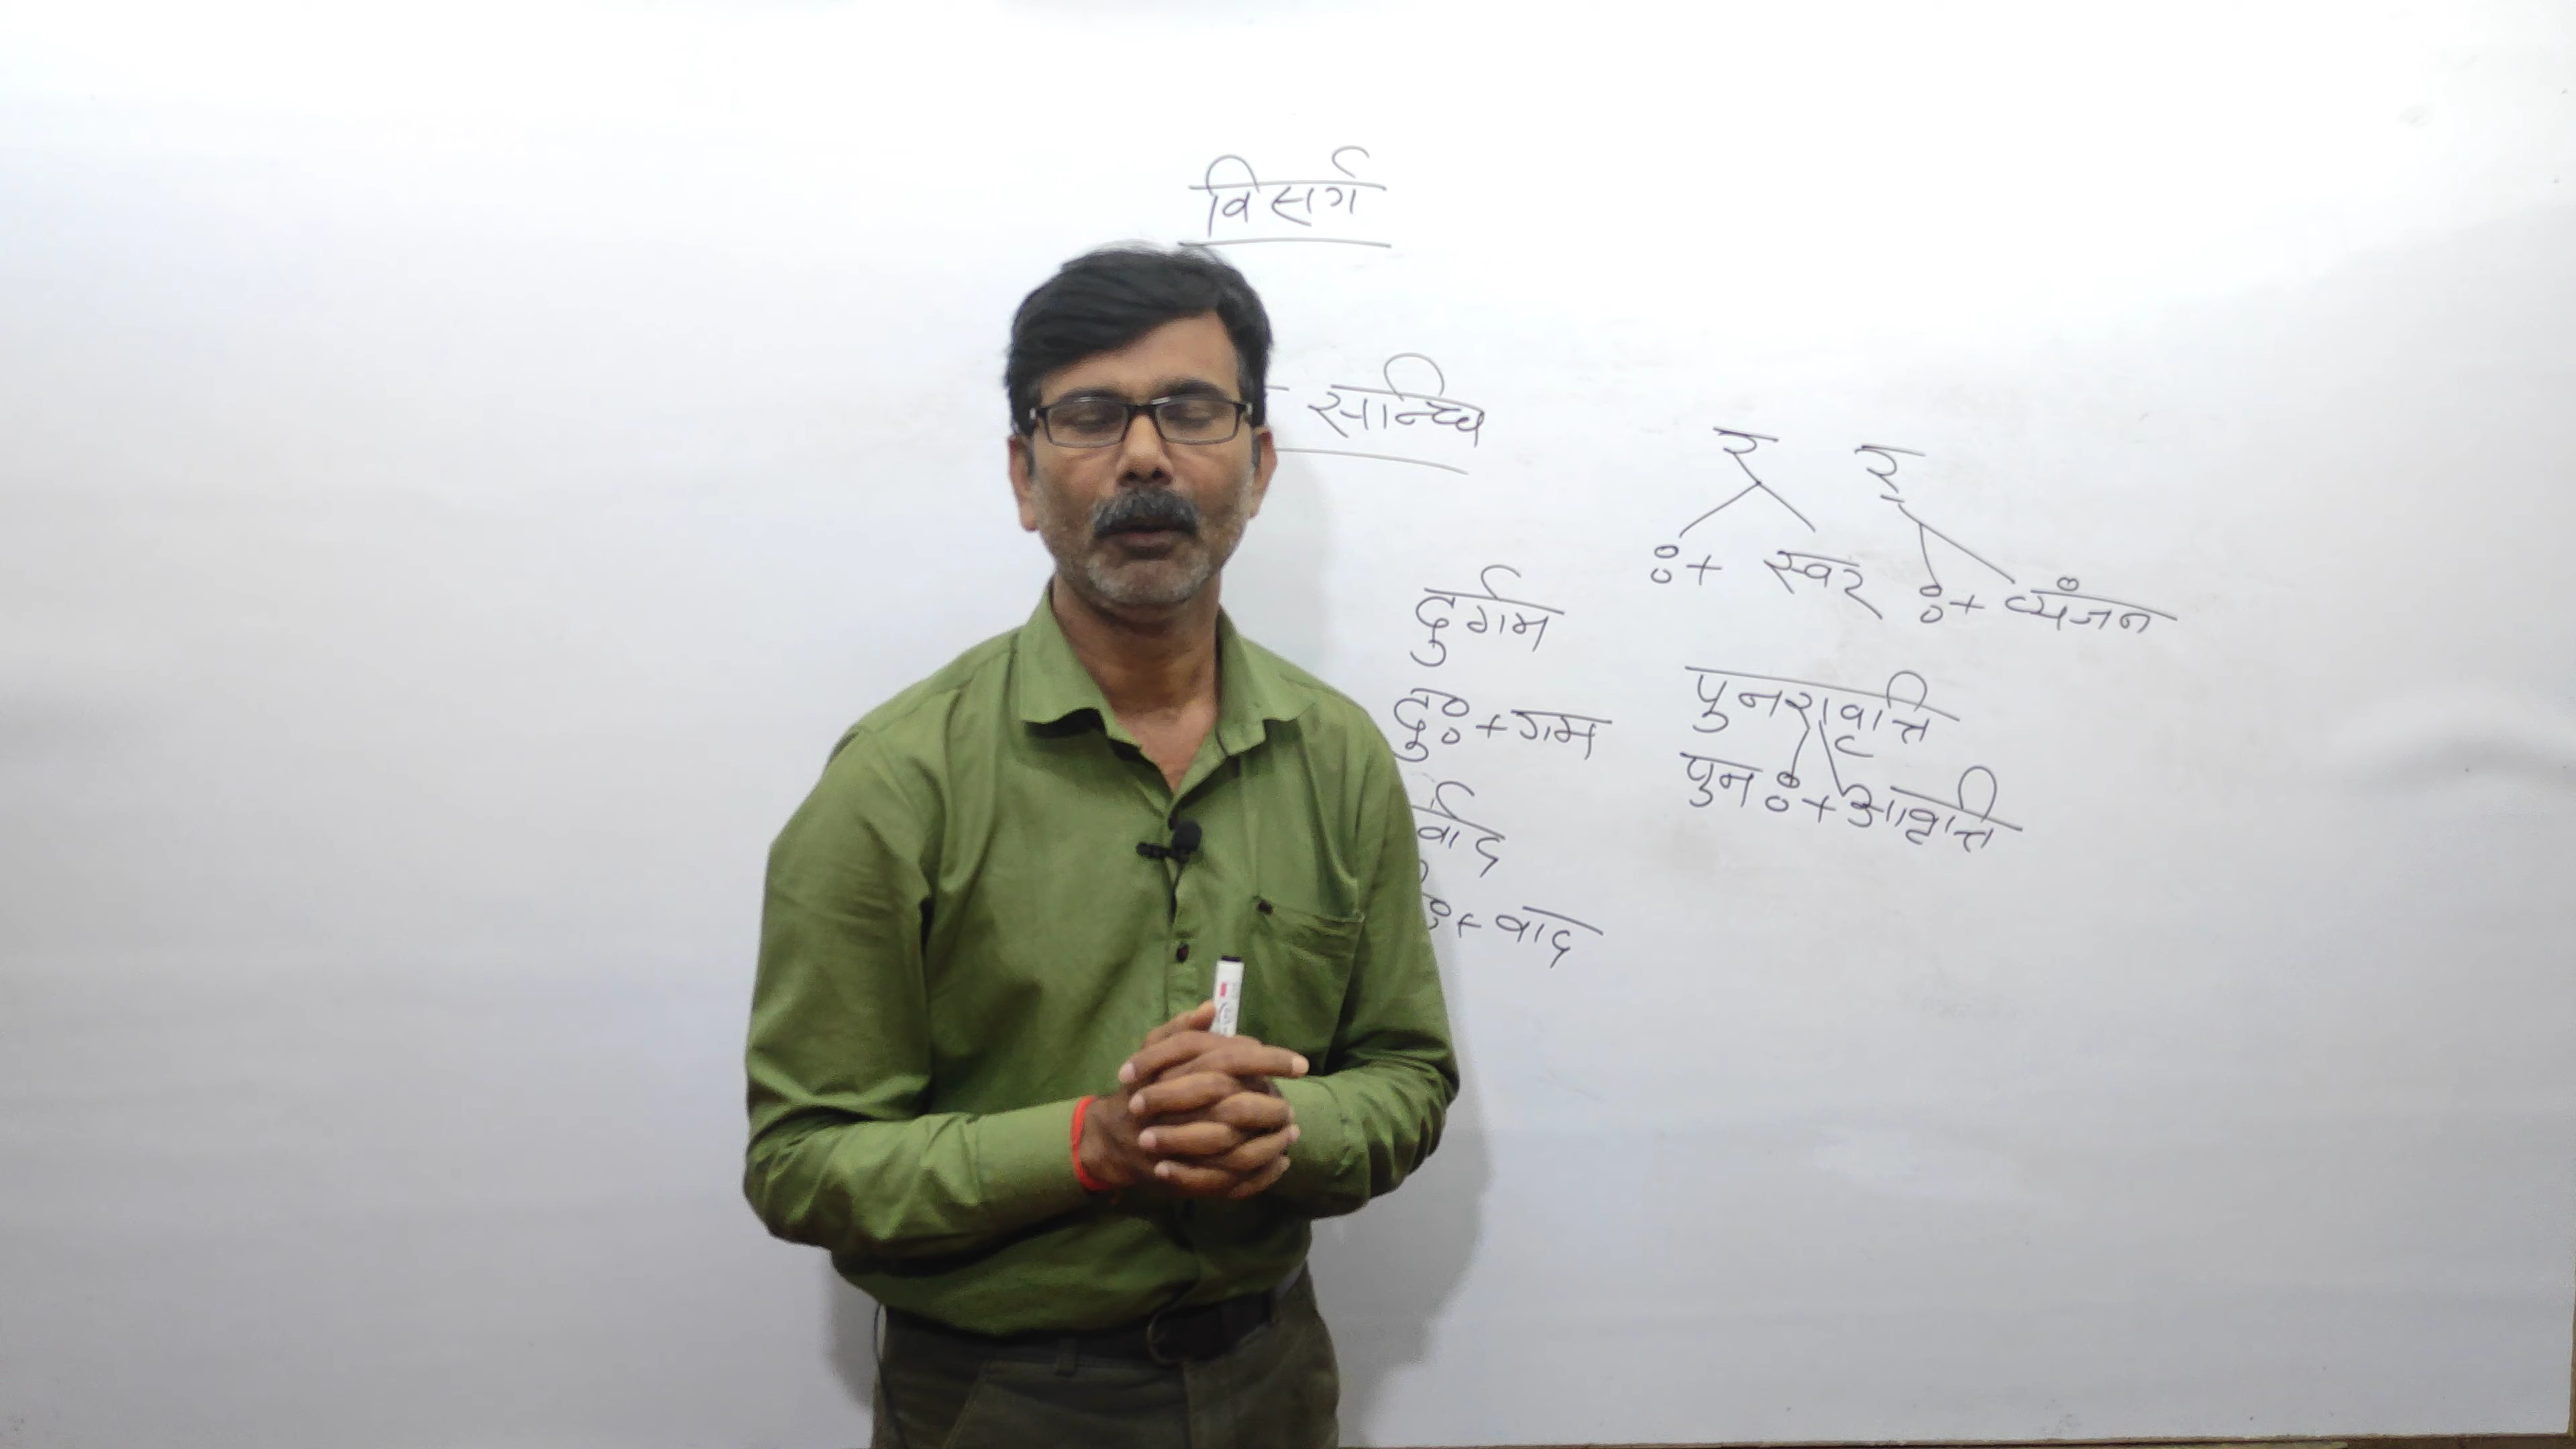 विसर्ग
सन्धि
र र्
ः + स्वर ः + व्यंजन
दुर्गम
दुः + गम
र्वाद
ः + वाद
पुनरावृत्ति
पुनः + आवृत्ति